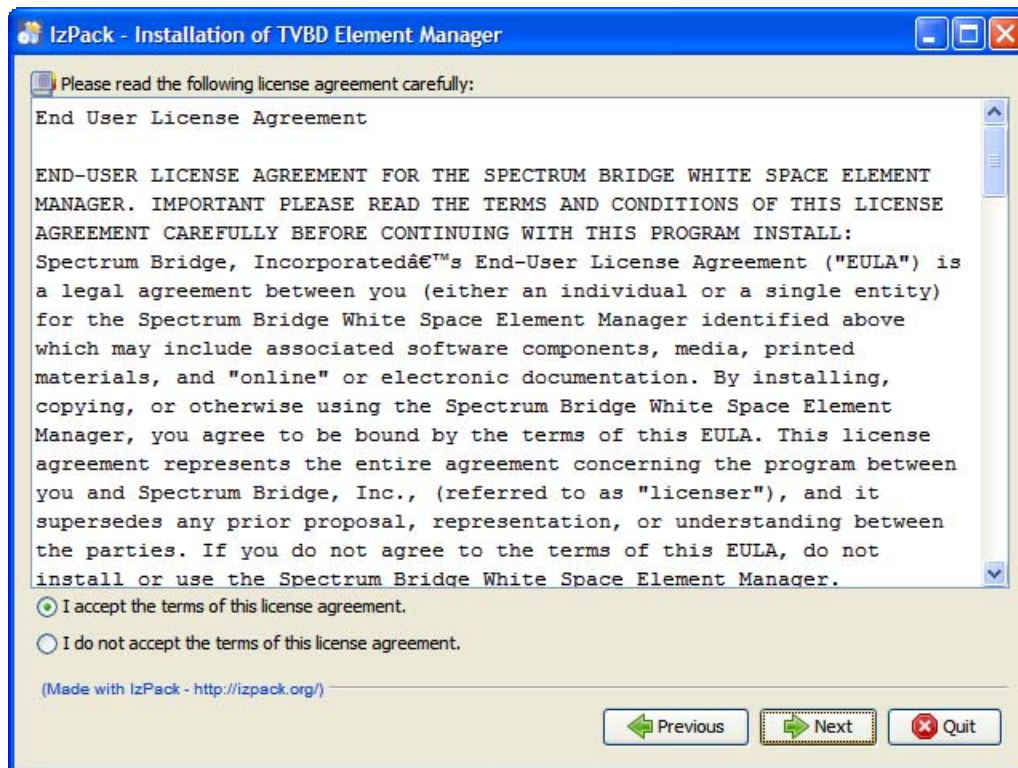 IzPack - Installation of TVBD Element Manager
Please read the following license agreement carefully:
End User License Agreement
END-USER LICENSE AGREEMENT FOR THE SPECTRUM BRIDGE WHITE SPACE ELEMENT
MANAGER. IMPORTANT PLEASE READ THE TERMS AND CONDITIONS OF THIS LICENSE
AGREEMENT CAREFULLY BEFORE CONTINUING WITH THIS PROGRAM INSTALL:
Spectrum Bridge, Incorporatedâ€™s End-User License Agreement ("EULA") is
a legal agreement between you (either an individual or a single entity)
for the Spectrum Bridge White Space Element Manager identified above
which may include associated software components, media, printed
materials, and "online" or electronic documentation. By installing,
copying, or otherwise using the Spectrum Bridge White Space Element
Manager, you agree to be bound by the terms of this EULA. This license
agreement represents the entire agreement concerning the program between
you and Spectrum Bridge, Inc., (referred to as "licenser"), and it
supersedes any prior proposal, representation, or understanding between
the parties. If you do not agree to the terms of this EULA, do not
install or use the Spectrum Bridge White Space Element Manager.
I accept the terms of this license agreement.
I do not accept the terms of this license agreement.
(Made with IzPack - http://izpack.org/)
Previous
Next
Quit